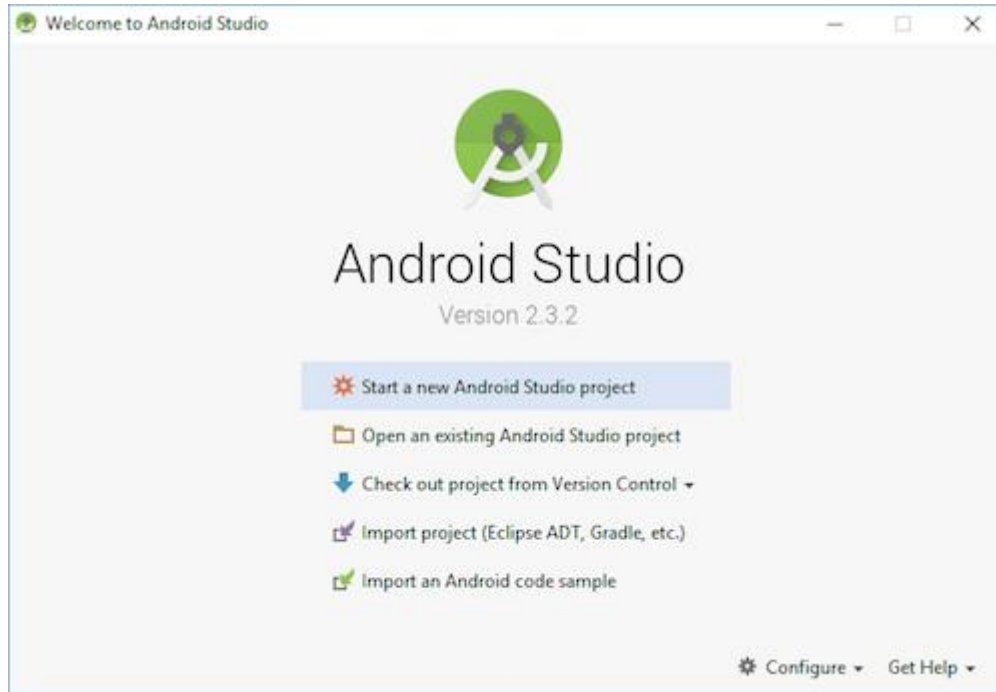 Welcome to Android Studio
Android Studio
Version 2.3.2
Start a new Android Studio project
Open an existing Android Studio project
Check out project from Version Control
Import project (Eclipse ADT, Gradle, etc.)
Import an Android code sample
Configure Get Help